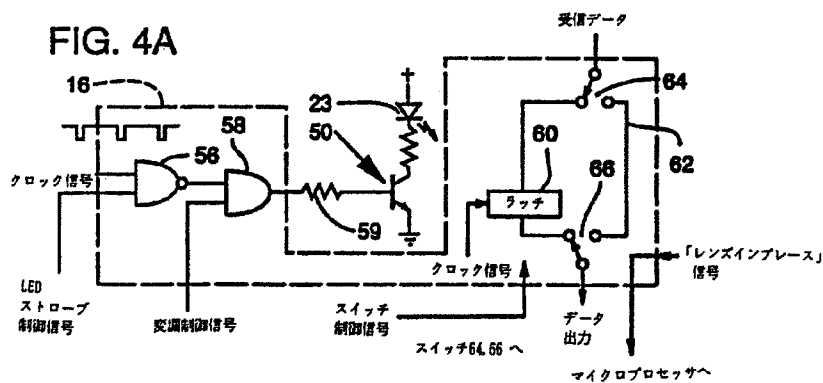 FIG. 4A
受信データ
16
64
23
58
50
60
56
62
クロック信号
66
ラッチ
59
クロック信号
「レンズインプレース」
信号
LED
ストローブ
制御信号
変調制御信号
スイッチ
制御信号
データ
出力
スイッチ64,66 へ
マイクロプロセッサへ